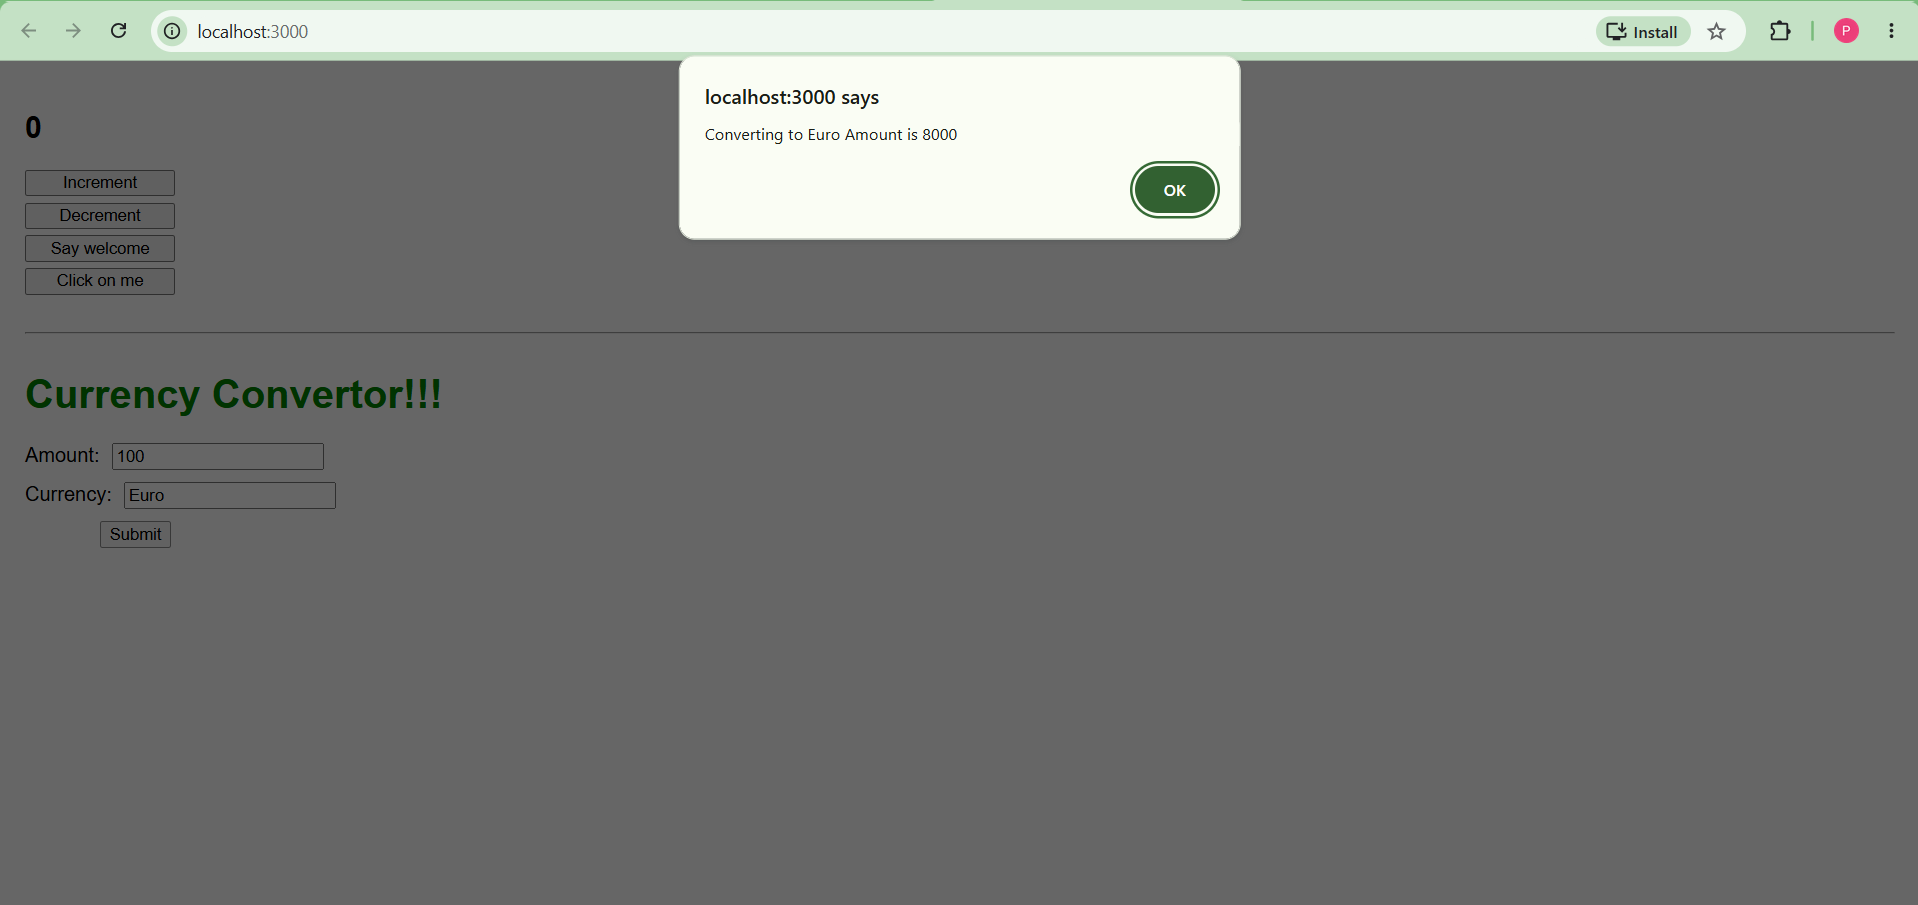 localhost:3000
Install
P
localhost:3000 says
Converting to Euro Amount is 8000
OK
0
Increment
Decrement
Say welcome
Click on me
Currency Convertor!!!
Amount: 100
Currency: Euro
Submit